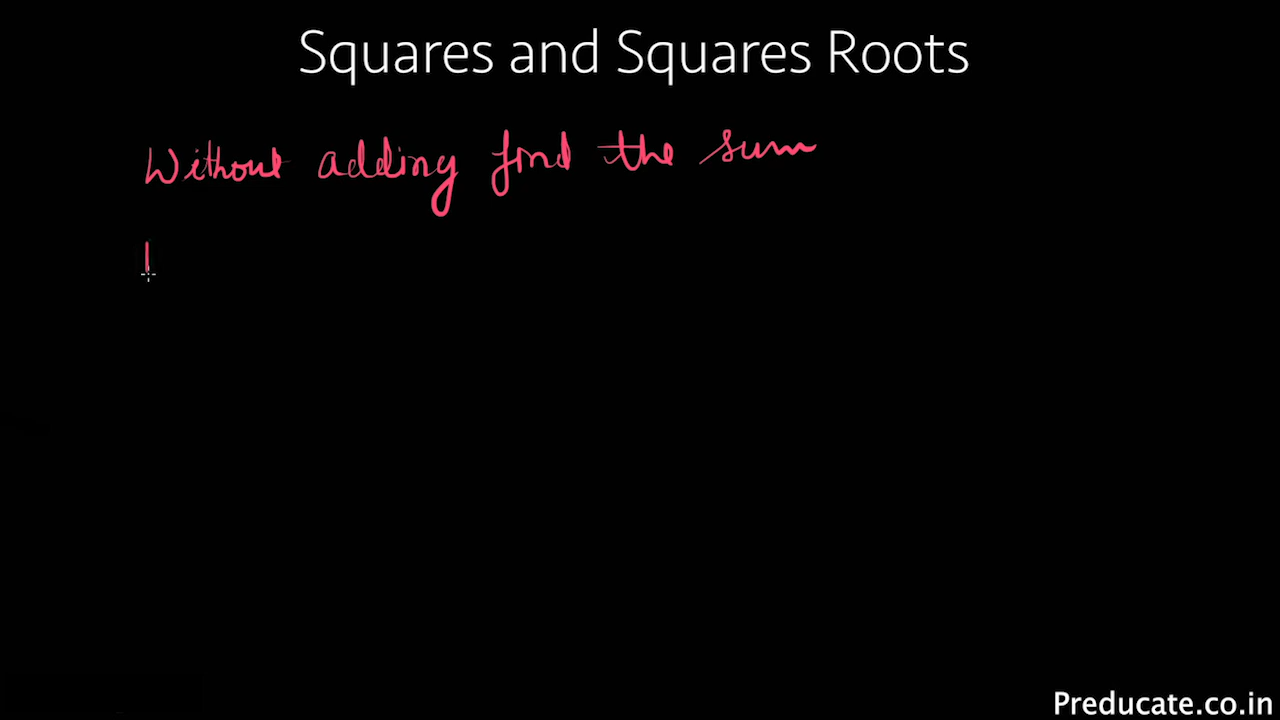 Squares and Squares Roots
Without adding find the sum
1
Preducate.co.in